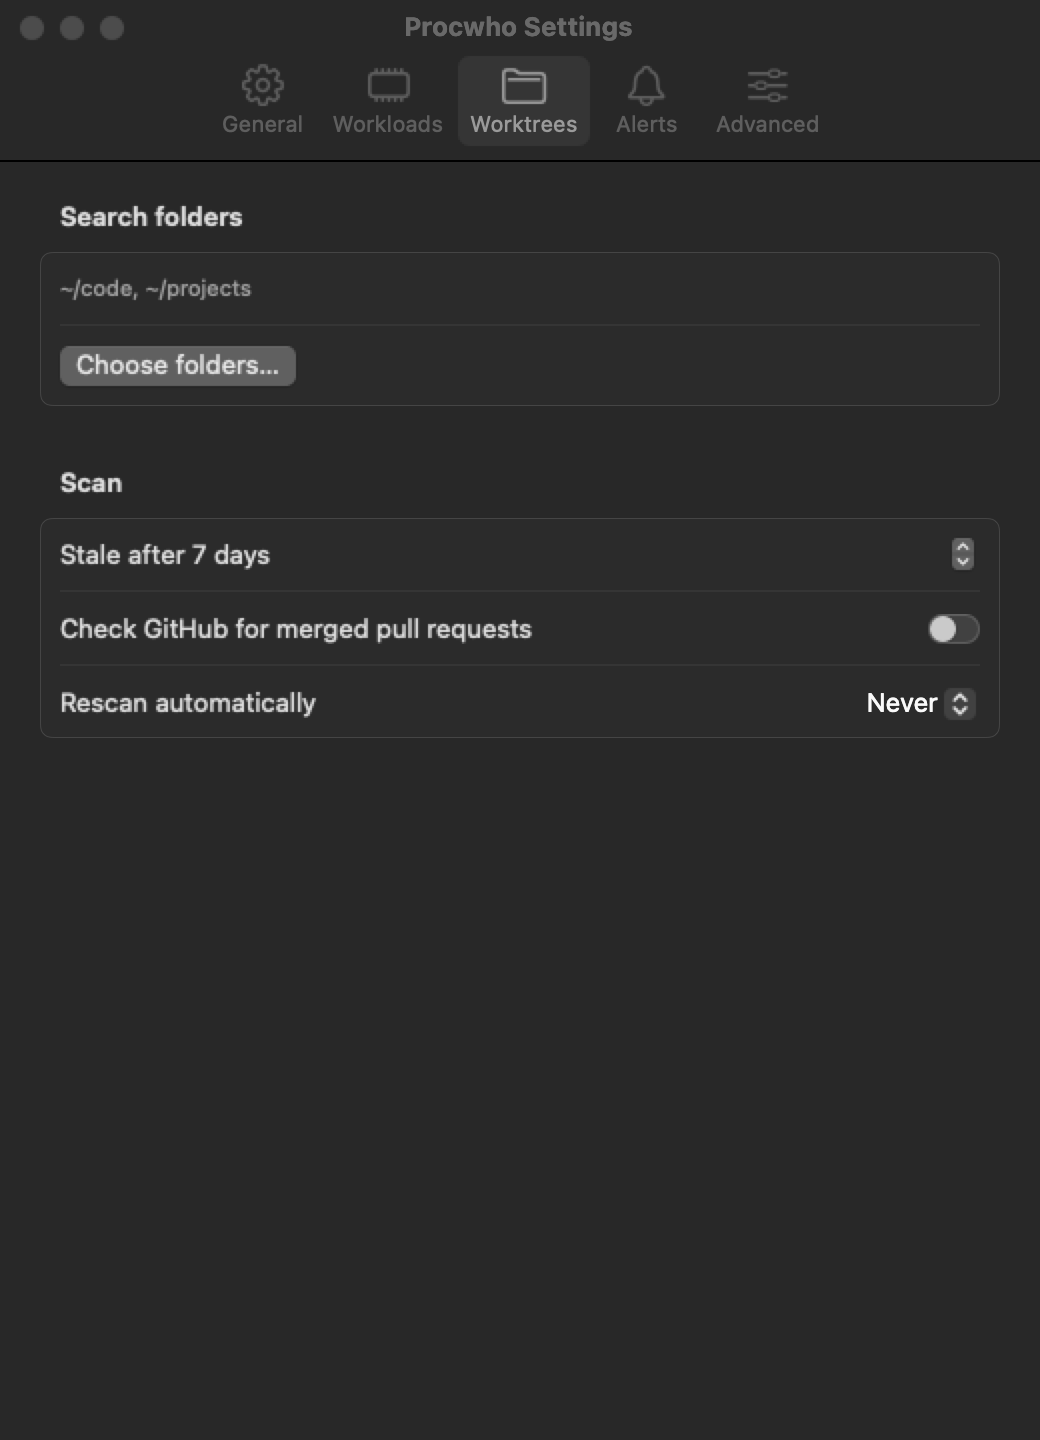 Procwho Settings
General
Workloads
Worktrees
Alerts
Advanced
Search folders
~/code, ~/projects
Choose folders...
Scan
Stale after 7 days
Check GitHub for merged pull requests
Rescan automatically
Never